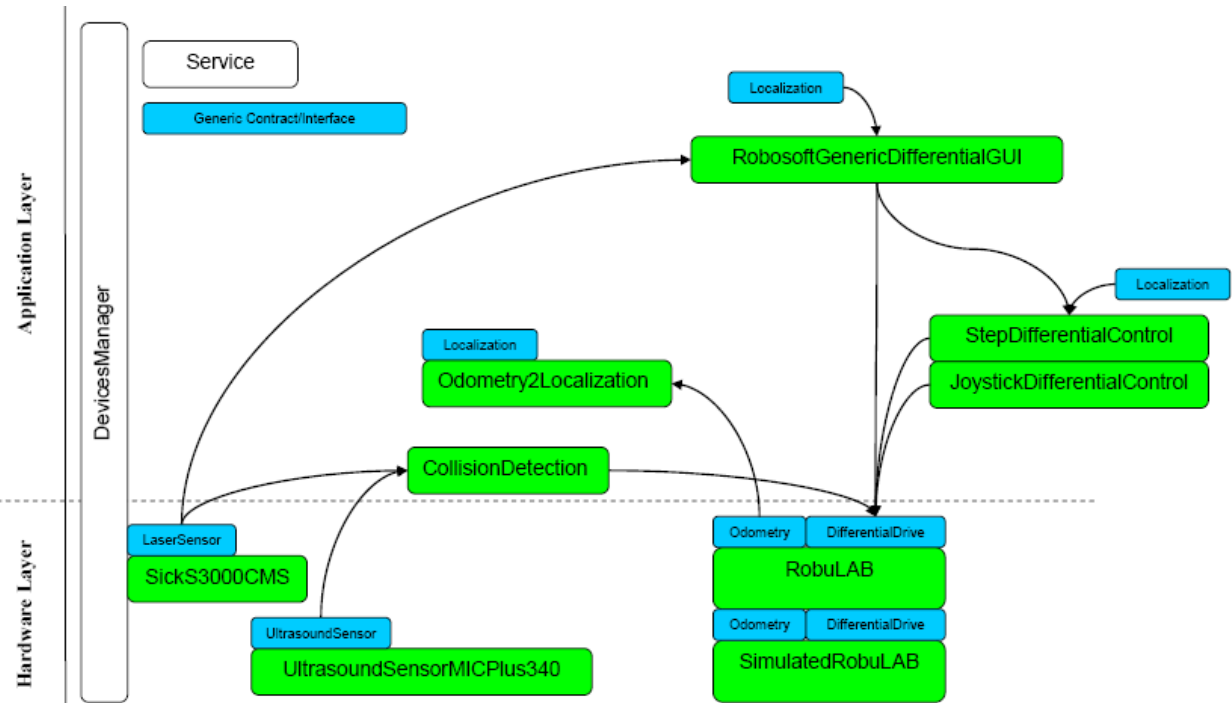 Service
Generic Contract/Interface
Localization
RobosoftGenericDifferentialGUI
Application Layer
DevicesManager
Localization
StepDifferentialControl
JoystickDifferentialControl
Localization
Odometry2Localization
CollisionDetection
Hardware Layer
LaserSensor
SickS3000CMS
Odometry
DifferentialDrive
RobuLAB
UltrasoundSensor
UltrasoundSensorMICPlus340
Odometry
DifferentialDrive
SimulatedRobuLAB